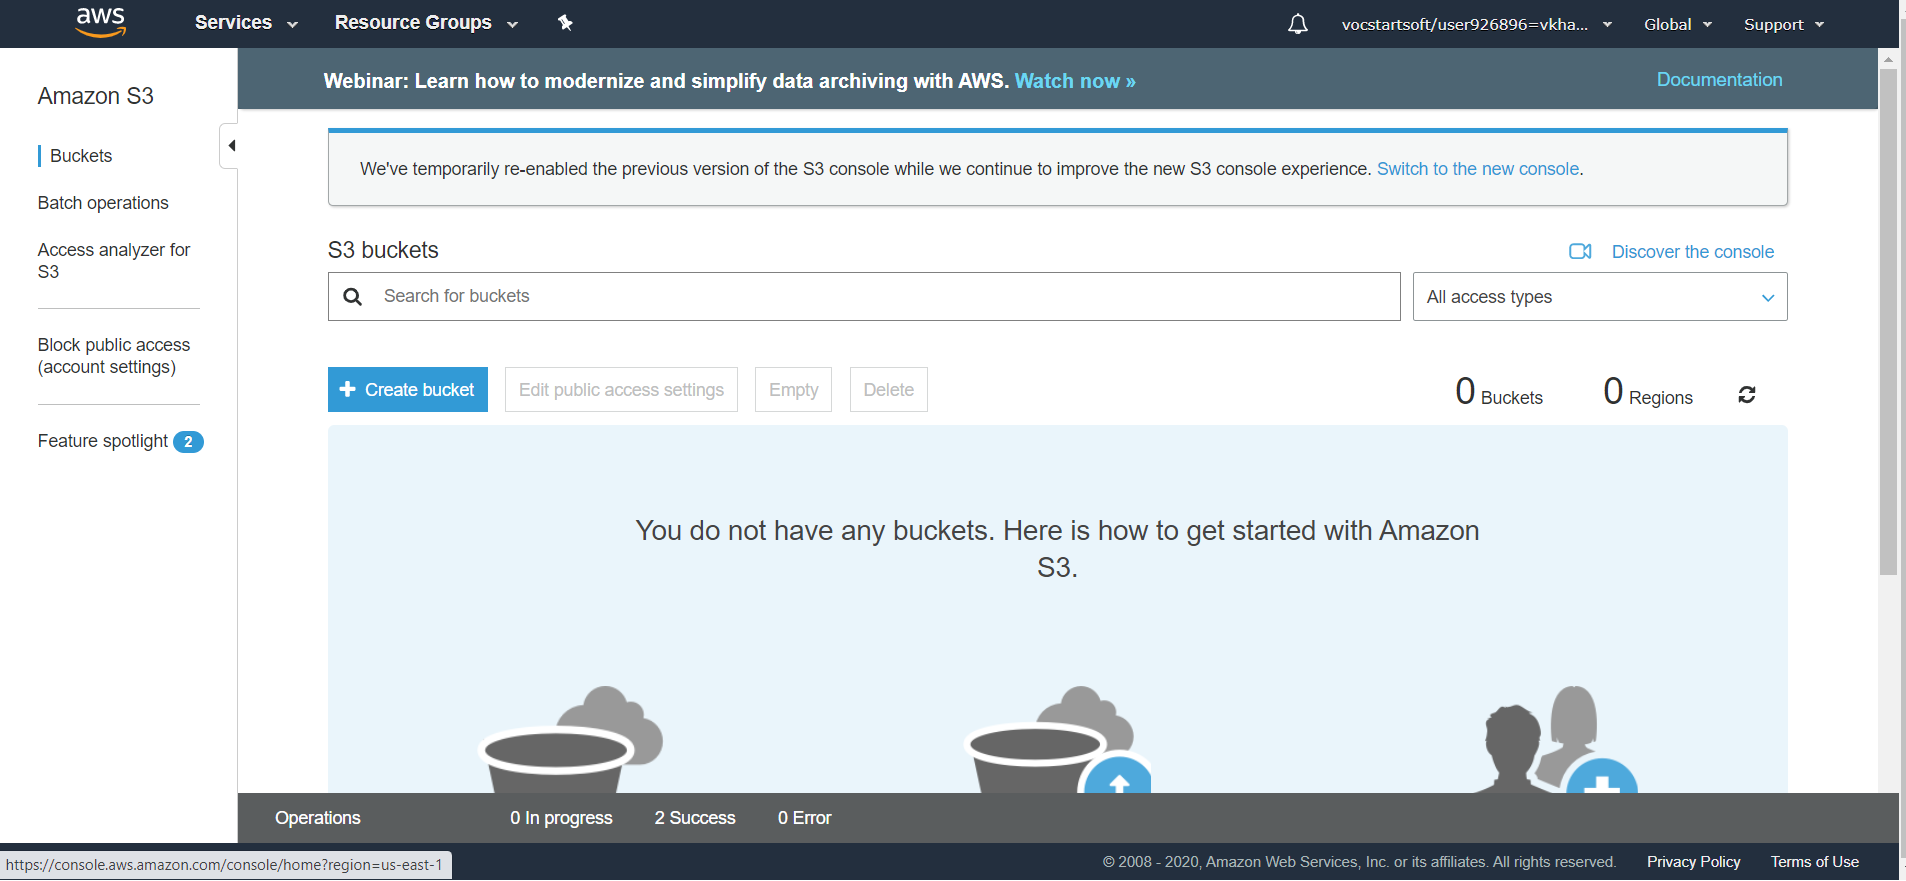 aws
Services
Resource Groups
vocstartsoft/user926896=vkha...
Global
Support
Amazon S3
Buckets
Batch operations
Access analyzer for
S3
Block public access
(account settings)
Feature spotlight 2
Webinar: Learn how to modernize and simplify data archiving with AWS. Watch now »
Documentation
We've temporarily re-enabled the previous version of the S3 console while we continue to improve the new S3 console experience. Switch to the new console.
S3 buckets
Discover the console
Search for buckets
All access types
Create bucket
Edit public access settings
Empty
Delete
0 Buckets
0 Regions
You do not have any buckets. Here is how to get started with Amazon
S3.
Operations
0 In progress
2 Success
0 Error
https://console.aws.amazon.com/console/home?region=us-east-1
© 2008 - 2020, Amazon Web Services, Inc. or its affiliates. All rights reserved.
Privacy Policy
Terms of Use